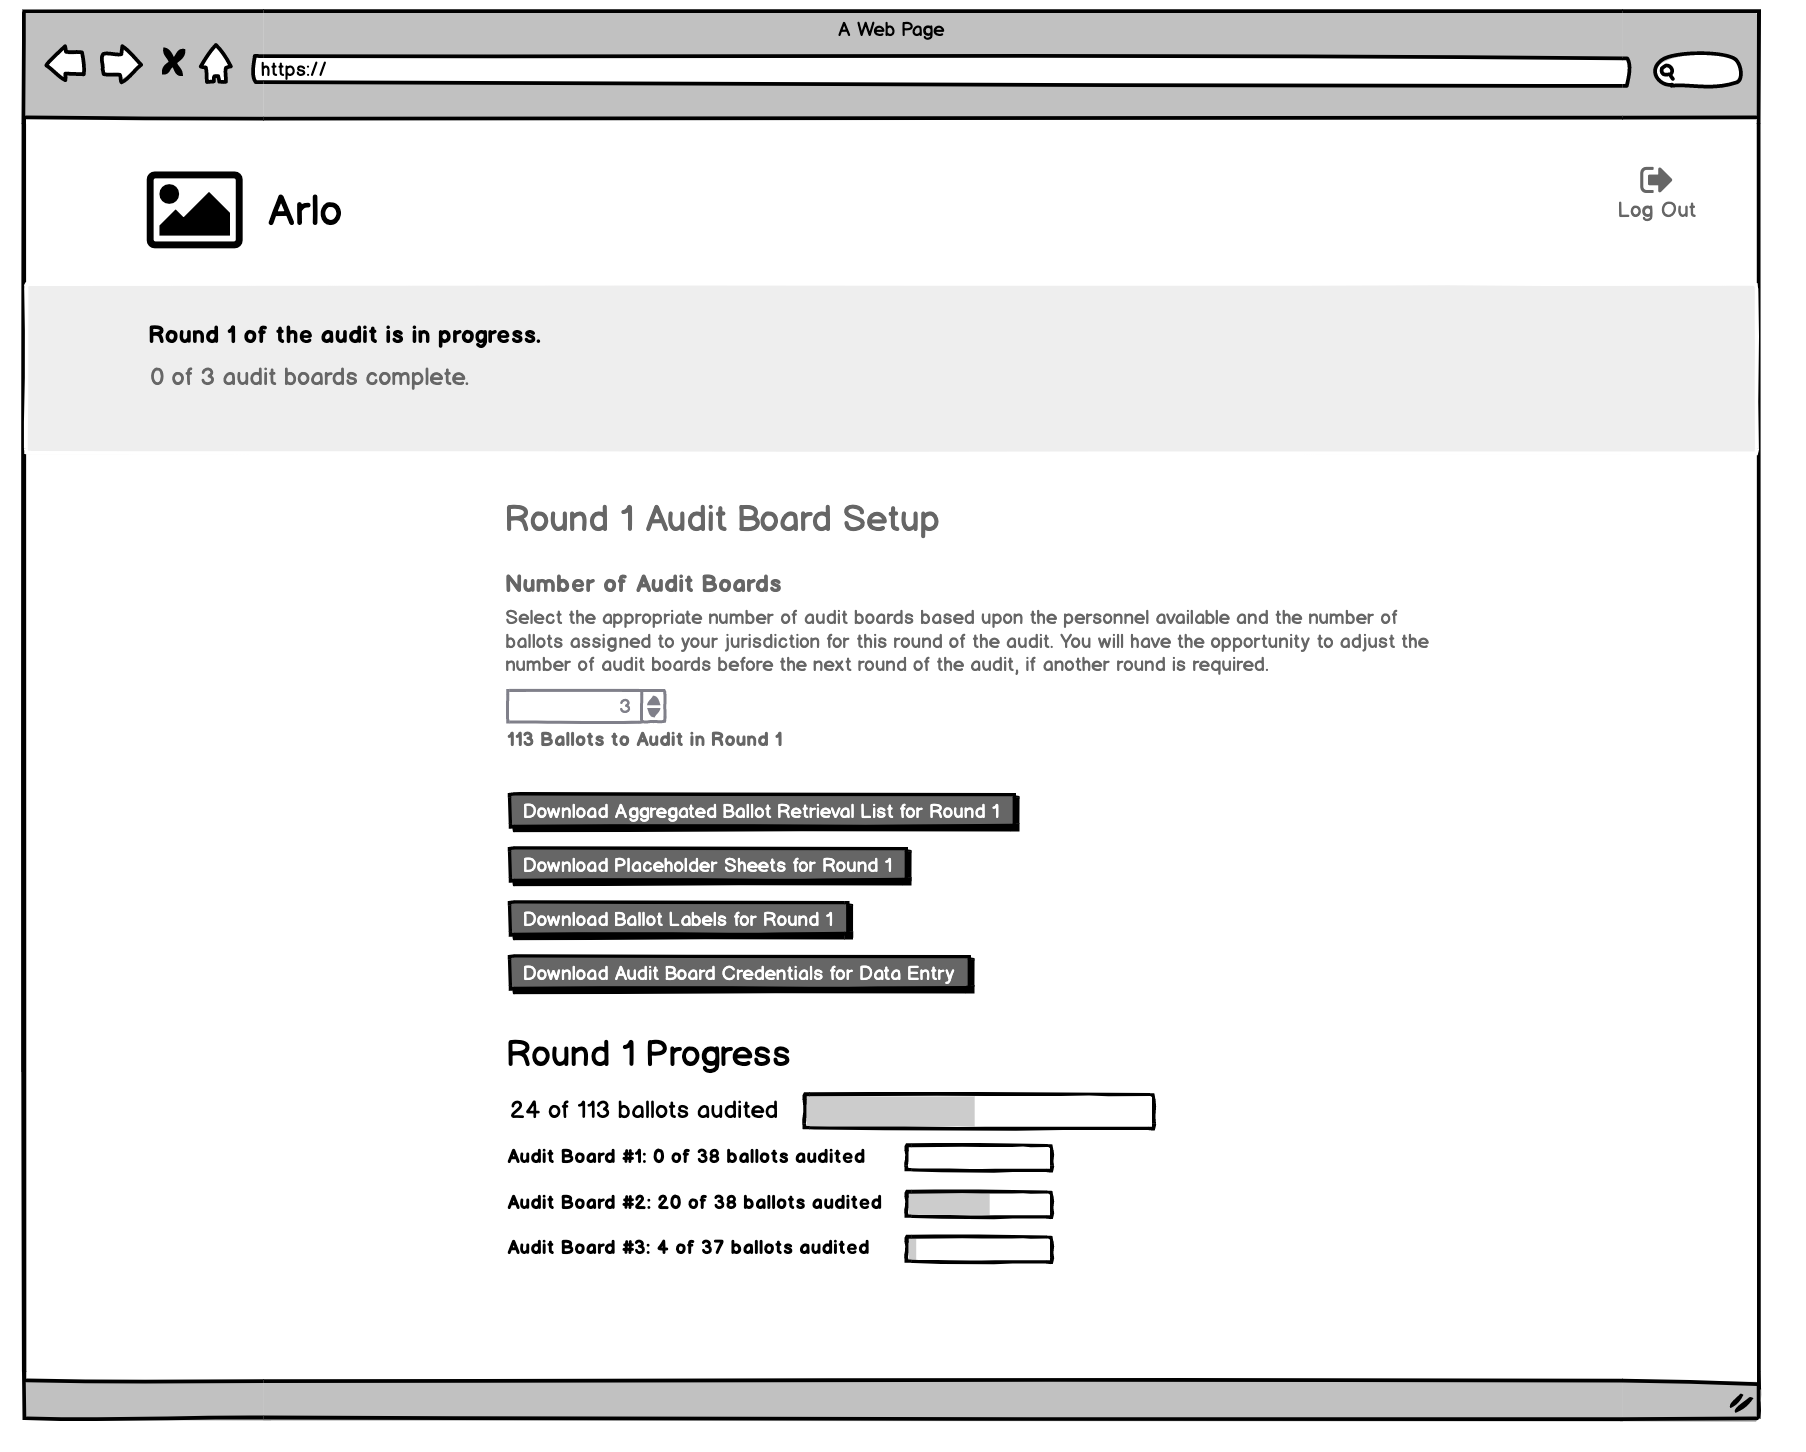 A Web Page
https://
Arlo
Log Out
Round 1 of the audit is in progress.
0 of 3 audit boards complete.
Round 1 Audit Board Setup
Number of Audit Boards
Select the appropriate number of audit boards based upon the personnel available and the number of
ballots assigned to your jurisdiction for this round of the audit. You will have the opportunity to adjust the
number of audit boards before the next round of the audit, if another round is required.
3
113 Ballots to Audit in Round 1
Download Aggregated Ballot Retrieval List for Round 1
Download Placeholder Sheets for Round 1
Download Ballot Labels for Round 1
Download Audit Board Credentials for Data Entry
Round 1 Progress
24 of 113 ballots audited
Audit Board #1: 0 of 38 ballots audited
Audit Board #2: 20 of 38 ballots audited
Audit Board #3: 4 of 37 ballots audited